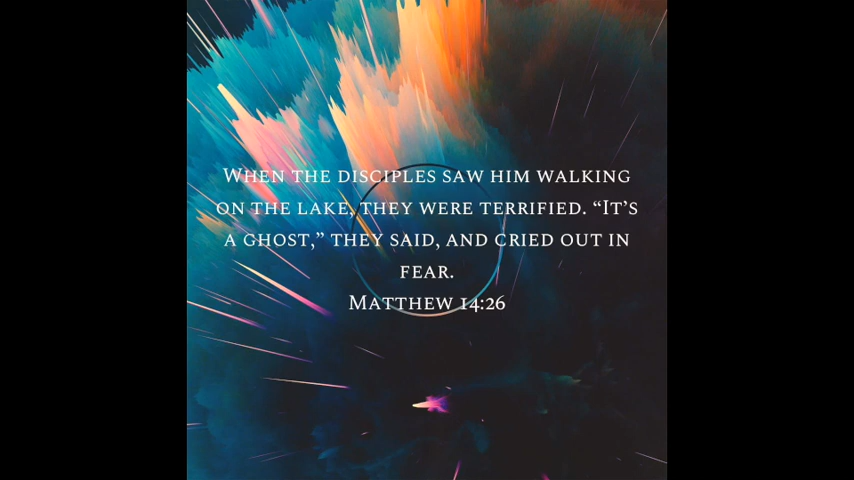 When the disciples saw him walking
on the lake, they were terrified. “It’s
a ghost,” they said, and cried out in
fear.
Matthew 14:26